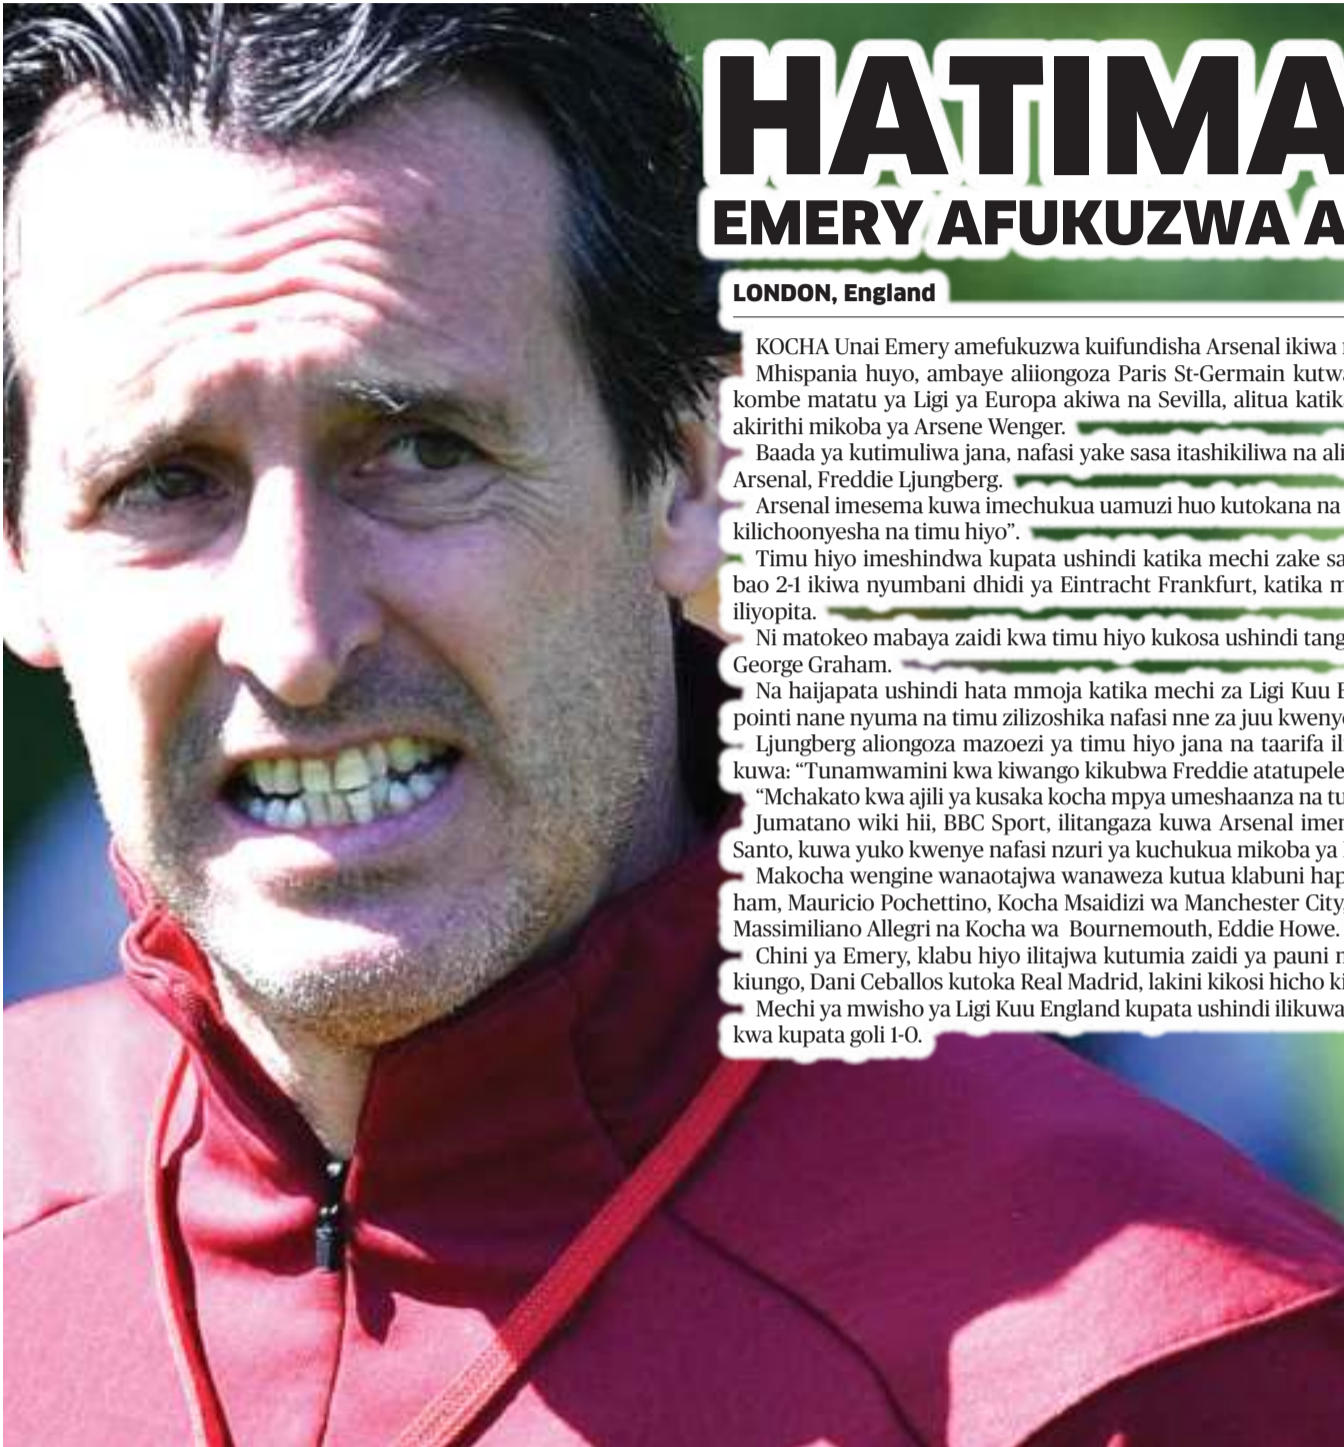 HATIMA
EMERY AFUKUZWA A
LONDON, England
KOCHA Unai Emery amefukuzwa kuifundisha Arsenal ikiwa
Mhispania huyo, ambaye aliiongoza Paris St-Germain kutwa
kombe matatu ya Ligi ya Europa akiwa na Sevilla, alitua katik
akirithi mikoba ya Arsene Wenger.
Baada ya kutimuliwa jana, nafasi yake sasa itashikiliwa na ali
Arsenal, Freddie Ljungberg.
Arsenal imesema kuwa imechukua uamuzi huo kutokana na
kilichoonyesha na timu hiyo”.
Timu hiyo imeshindwa kupata ushindi katika mechi zake sa
bao 2-1 ikiwa nyumbani dhidi ya Eintracht Frankfurt, katika m
iliyopita.
Ni matokeo mabaya zaidi kwa timu hiyo kukosa ushindi tang
George Graham.
Na haijapata ushindi hata mmoja katika mechi za Ligi Kuu E
pointi nane nyuma na timu zilizoshika nafasi nne za juu kweny
Ljungberg aliongoza mazoezi ya timu hiyo jana na taarifa il
kuwa: “Tunamwamini kwa kiwango kikubwa Freddie atatupele
“Mchakato kwa ajili ya kusaka kocha mpya umeshaanza na tu
Jumatano wiki hii, BBC Sport, ilitangaza kuwa Arsenal imen
Santo, kuwa yuko kwenye nafasi nzuri ya kuchukua mikoba ya
Makocha wengine wanaotajwa wanaweza kutua klabuni hap
ham, Mauricio Pochettino, Kocha Msaidizi wa Manchester City,
Massimiliano Allegri na Kocha wa Bournemouth, Eddie Howe.
Chini ya Emery, klabu hiyo ilitajwa kutumia zaidi ya pauni m
kiungo, Dani Ceballos kutoka Real Madrid, lakini kikosi hicho ki
Mechi ya mwisho ya Ligi Kuu England kupata ushindi ilikuwa
kwa kupata goli 1-0.